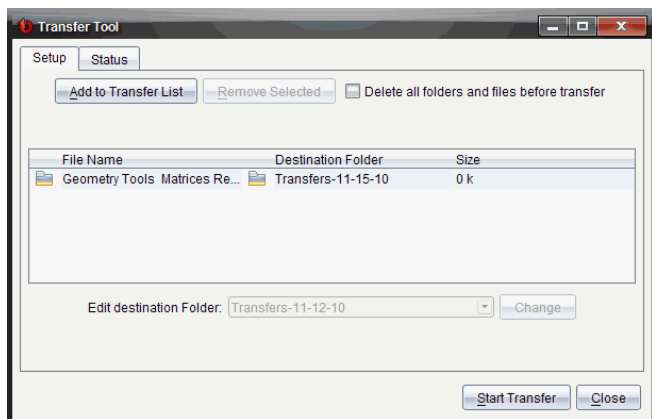 Transfer Tool
Setup Status
Add to Transfer List Remove Selected Delete all folders and files before transfer
File Name Destination Folder Size
Geometry Tools Matrices Re... Transfers-11-15-10 0 k
Edit destination Folder: Transfers-11-12-10 Change
Start Transfer Close